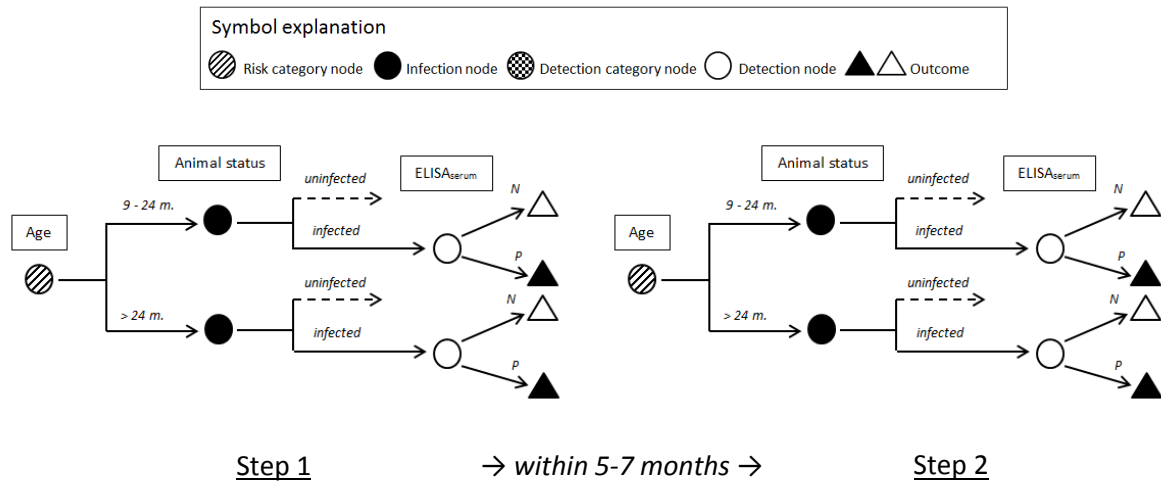 Symbol explanation
Risk category node Infection node Detection category node Detection node Outcome
Animal status ELISAserum
Age
9 - 24 m.
> 24 m.
uninfected
infected
uninfected
infected
N
P
N
P
Animal status ELISAserum
Age
9 - 24 m.
> 24 m.
uninfected
infected
uninfected
infected
N
P
N
P
Step 1 → within 5-7 months → Step 2